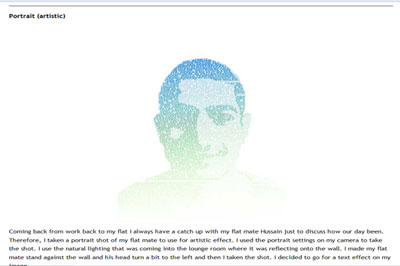 Portrait (artistic)
Coming back from work back to my flat I always have a catch up with my flat mate Hussain just to discuss how our day been.
Therefore, I taken a portrait shot of my flat mate to use for artistic effect. I used the portrait settings on my camera to take
the shot. I use the natural lighting that was coming into the lounge room where it was reflecting onto the wall. I made my flat
mate stand against the wall and his head turn a bit to the left and then I taken the shot. I decided to go for a text effect on my